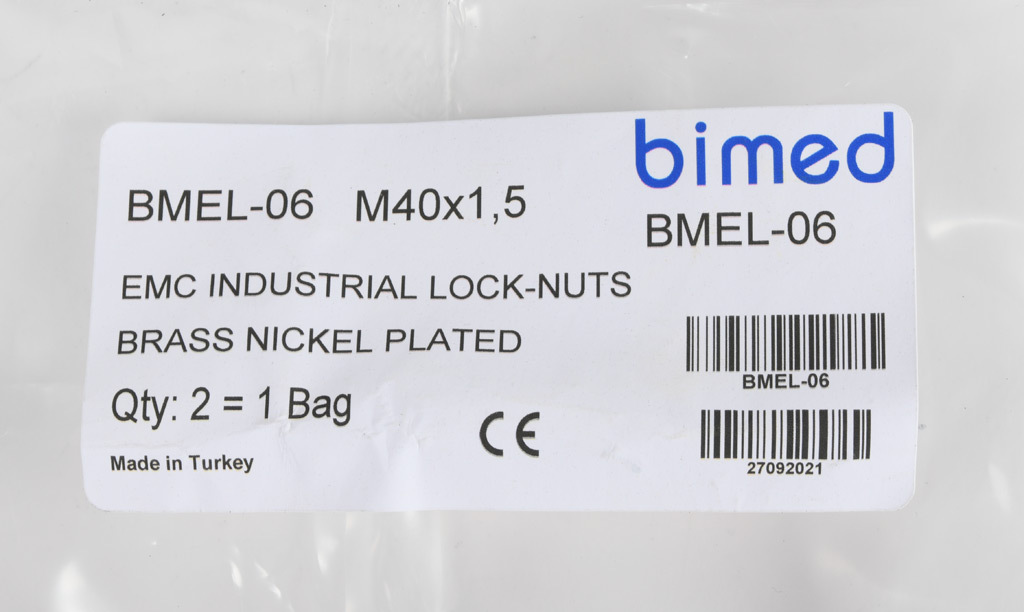 bimed
BMEL-06 M40x1,5
BMEL-06
EMC INDUSTRIAL LOCK-NUTS
BRASS NICKEL PLATED
BMEL-06
Qty: 2 = 1 Bag
CE
Made in Turkey
27092021